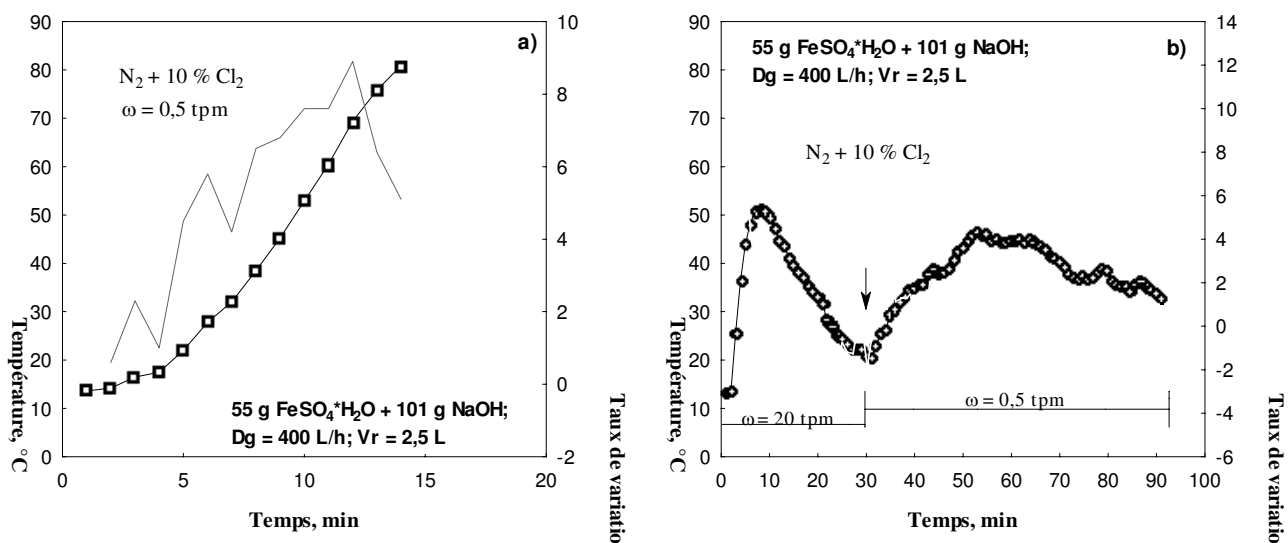 a)
N2 + 10 % Cl2
ω = 0,5 tpm
55 g FeSO4*H2O + 101 g NaOH;
Dg = 400 L/h; Vr = 2,5 L
90
80
70
60
50
40
30
20
10
0
10
8
6
4
2
0
-2
0 5 10 15 20
Température, °C
Temps, min
Taux de variatio
b)
55 g FeSO4*H2O + 101 g NaOH;
Dg = 400 L/h; Vr = 2,5 L
N2 + 10 % Cl2
ω = 20 tpm
ω = 0,5 tpm
90
80
70
60
50
40
30
20
10
0
14
12
10
8
6
4
2
0
-2
-4
-6
0 10 20 30 40 50 60 70 80 90 100
Température, °C
Temps, min
Taux de variatio